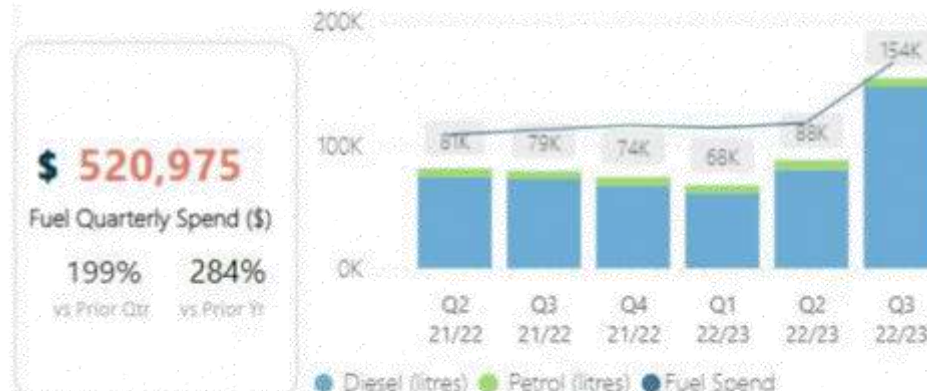 $ 520,975
Fuel Quarterly Spend ($)
199% 284%
vs Prior Qtr vs Prior Yr
200K
100K
0K
81K 79K 74K 68K 88K 154K
Q2 Q3 Q4 Q1 Q2 Q3
21/22 21/22 21/22 22/23 22/23 22/23
Diesel (litres) Petrol (litres) Fuel Spend